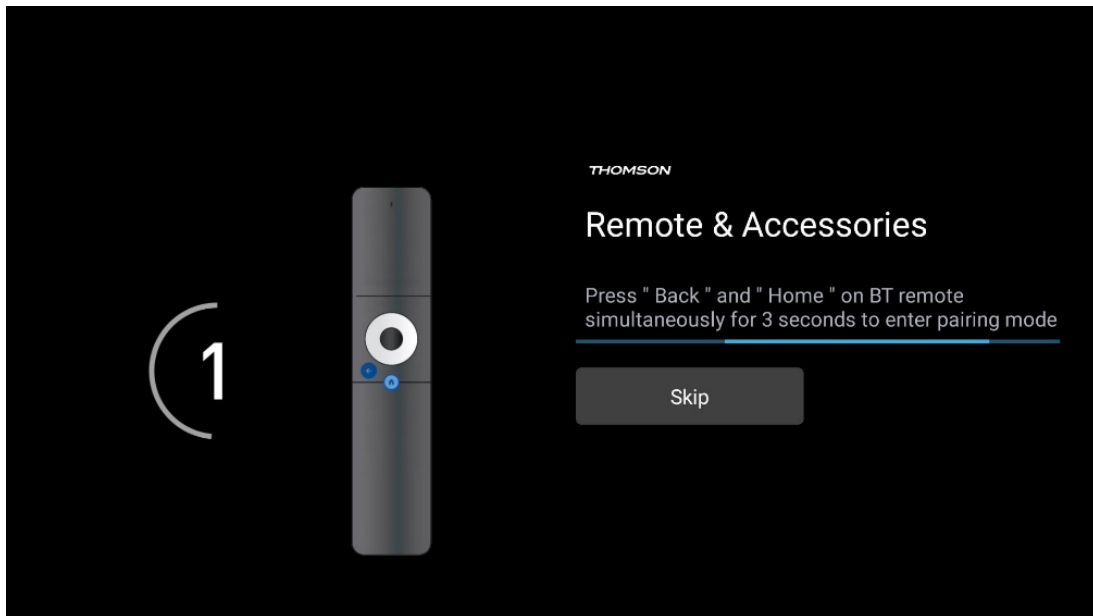 THOMSON
Remote & Accessories
Press " Back " and " Home " on BT remote
simultaneously for 3 seconds to enter pairing mode
1
Skip